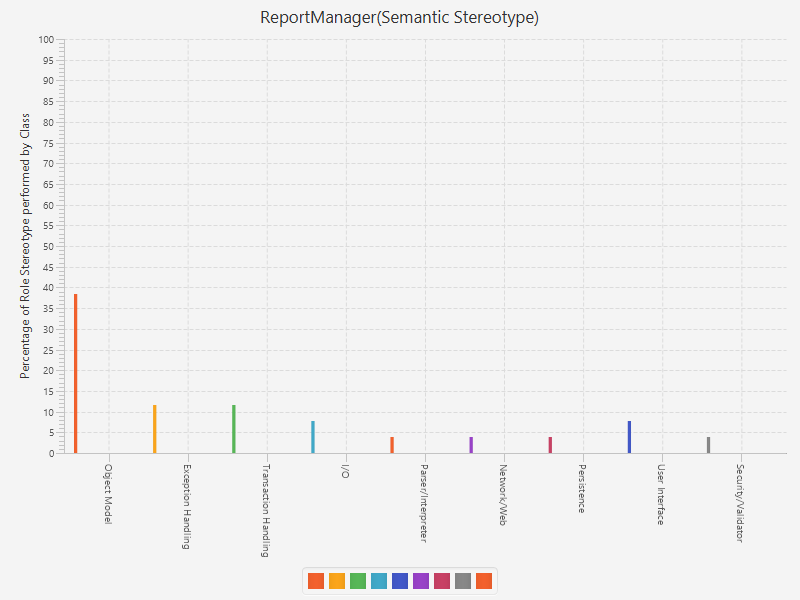 ReportManager(Semantic Stereotype)
Percentage of Role Stereotype performed by Class
100
95
90
85
80
75
70
65
60
55
50
45
40
35
30
25
20
15
10
5
0
Object Model
Exception Handling
Transaction Handling
I/O
Parser/Interpreter
Network/Web
Persistence
User Interface
Security/Validator